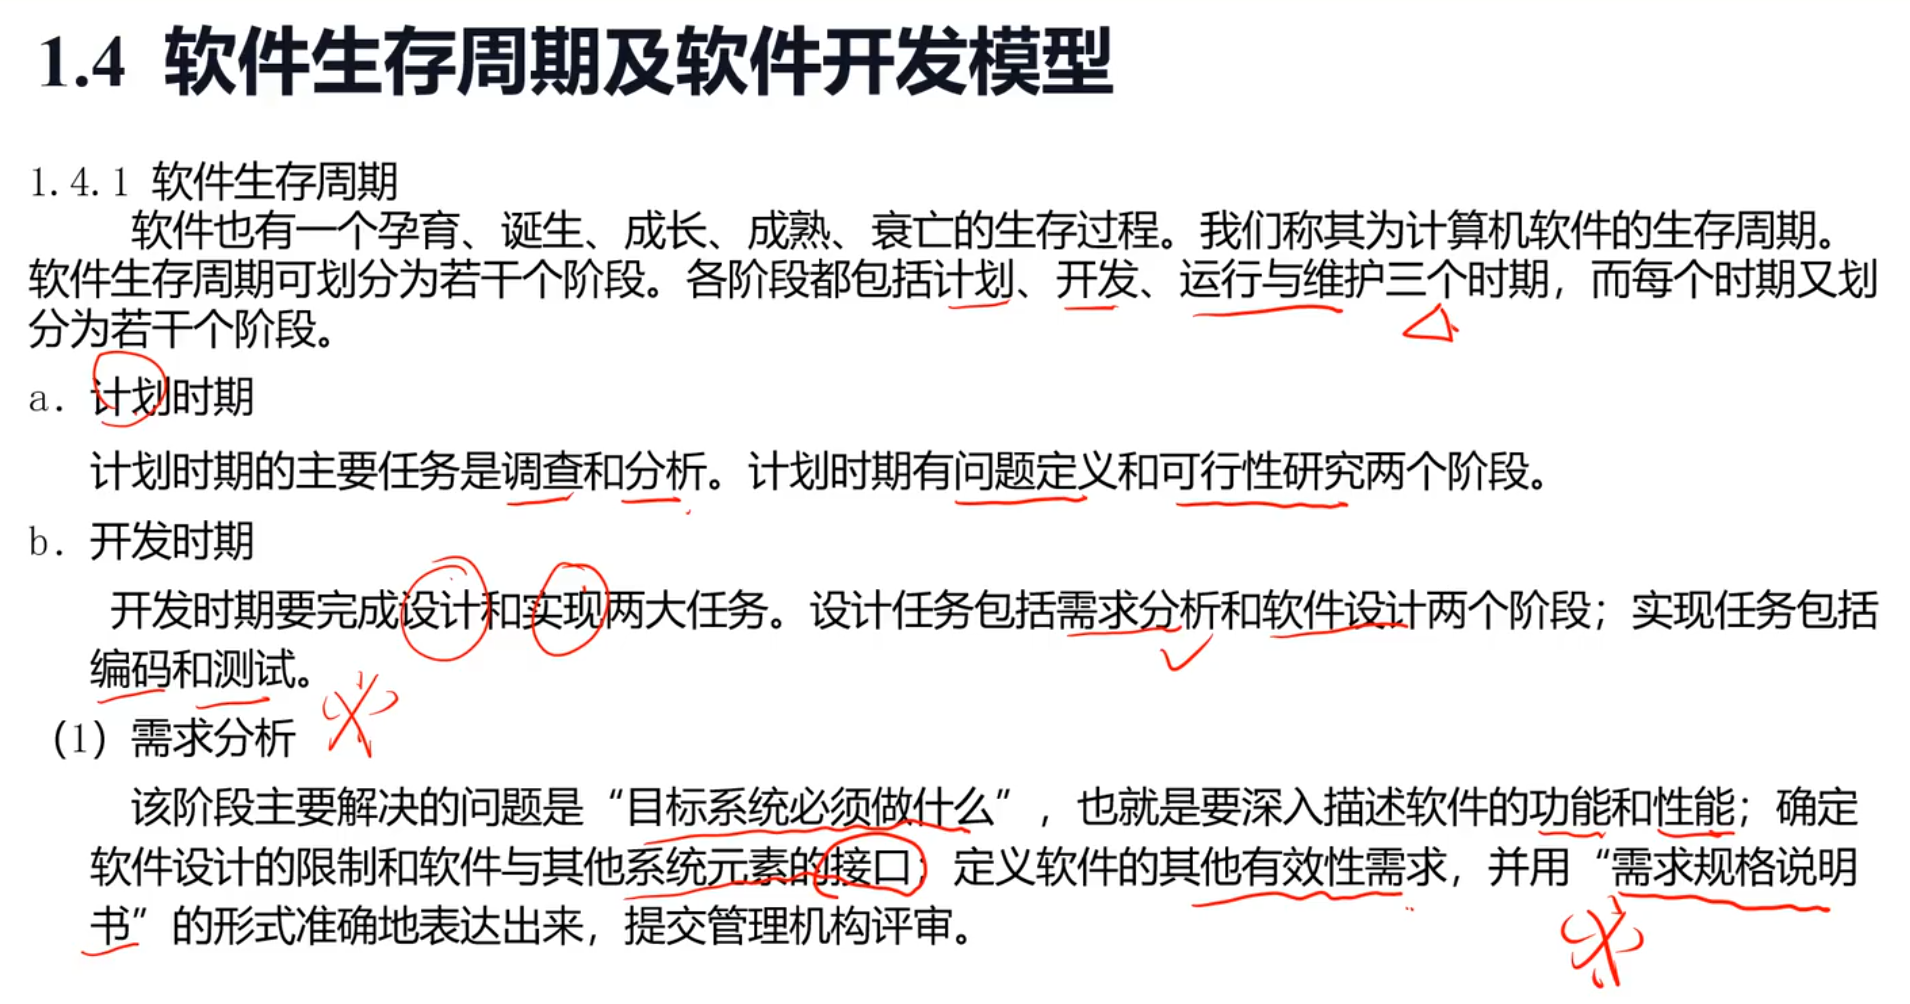 1.4 软件生存周期及软件开发模型
1.4.1 软件生存周期
软件也有一个孕育、诞生、成长、成熟、衰亡的生存过程。我们称其为计算机软件的生存周期。
软件生存周期可划分为若干个阶段。各阶段都包括计划、开发、运行与维护三个时期，而每个时期又划
分为若干个阶段。
a. 计划时期
计划时期的主要任务是调查和分析。计划时期有问题定义和可行性研究两个阶段。
b. 开发时期
开发时期要完成设计和实现两大任务。设计任务包括需求分析和软件设计两个阶段；实现任务包括
编码和测试。
（1）需求分析
该阶段主要解决的问题是“目标系统必须做什么”，也就是要深入描述软件的功能和性能；确定
软件设计的限制和软件与其他系统元素的接口；定义软件的其他有效性需求，并用“需求规格说明
书”的形式准确地表达出来，提交管理机构评审。